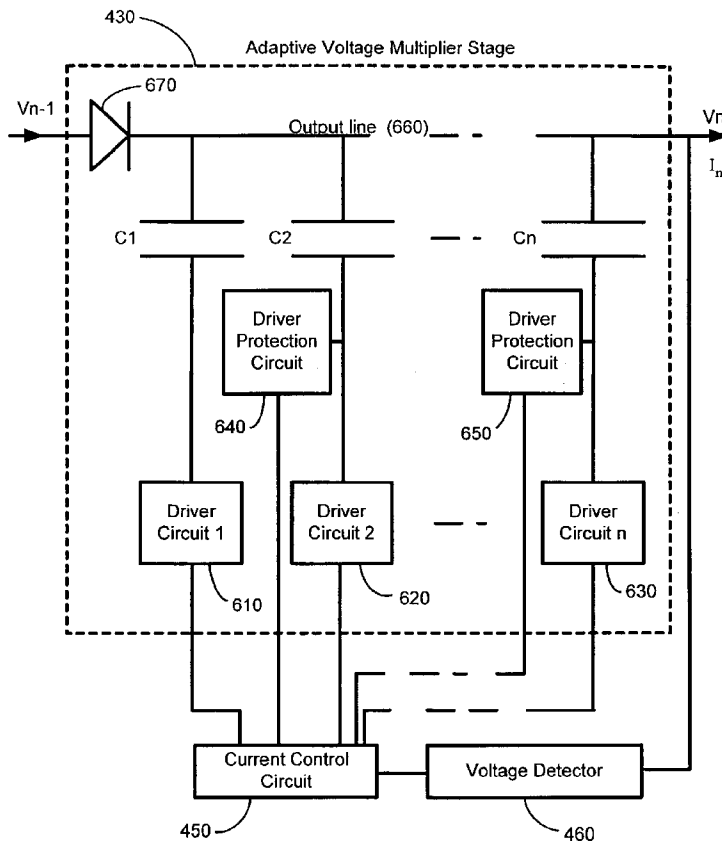 430
Adaptive Voltage Multiplier Stage
670
Vn-1
Output line (660)
Vn
In
C1
C2
Cn
Driver
Protection
Circuit
Driver
Protection
Circuit
640
650
Driver
Circuit 1
Driver
Circuit 2
Driver
Circuit n
610
620
630
Current Control
Circuit
Voltage Detector
450
460